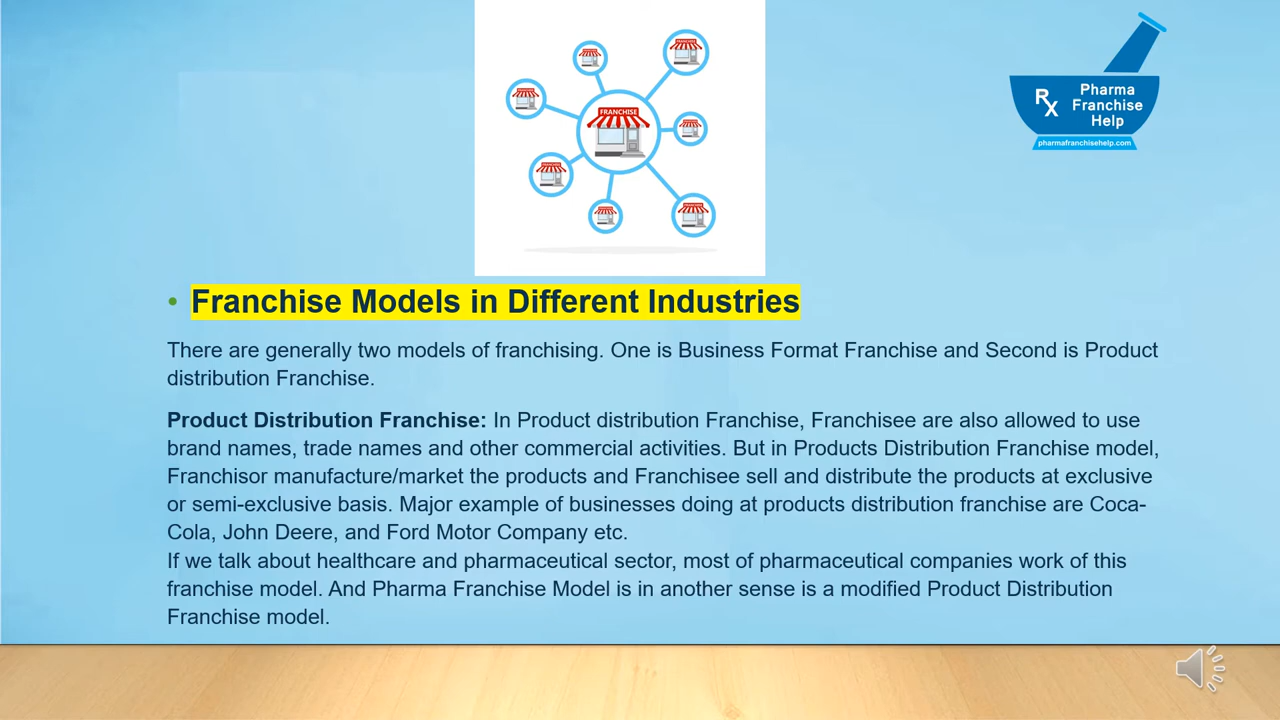 FRANCHISE
Rx
Pharma
Franchise
Help
pharmafranchisehelp.com
• Franchise Models in Different Industries
There are generally two models of franchising. One is Business Format Franchise and Second is Product
distribution Franchise.
Product Distribution Franchise: In Product distribution Franchise, Franchisee are also allowed to use
brand names, trade names and other commercial activities. But in Products Distribution Franchise model,
Franchisor manufacture/market the products and Franchisee sell and distribute the products at exclusive
or semi-exclusive basis. Major example of businesses doing at products distribution franchise are Coca-
Cola, John Deere, and Ford Motor Company etc.
If we talk about healthcare and pharmaceutical sector, most of pharmaceutical companies work of this
franchise model. And Pharma Franchise Model is in another sense is a modified Product Distribution
Franchise model.